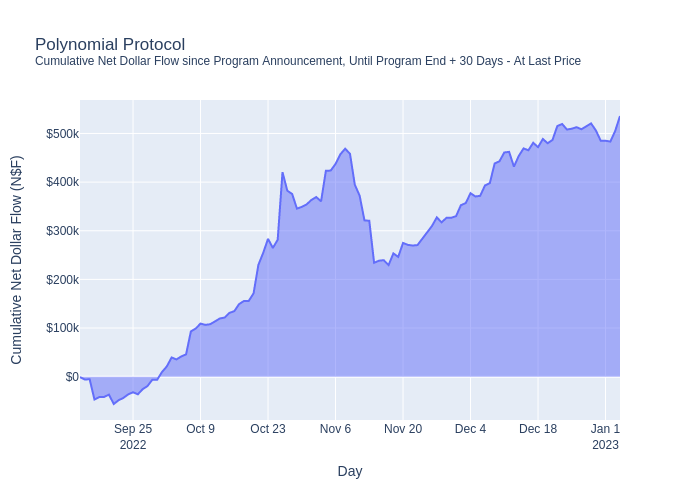 Polynomial Protocol
Cumulative Net Dollar Flow since Program Announcement, Until Program End + 30 Days - At Last Price
Cumulative Net Dollar Flow (N$F)
$500k
$400k
$300k
$200k
$100k
$0
Sep 25
2022
Oct 9
Oct 23
Nov 6
Nov 20
Dec 4
Dec 18
Jan 1
2023
Day